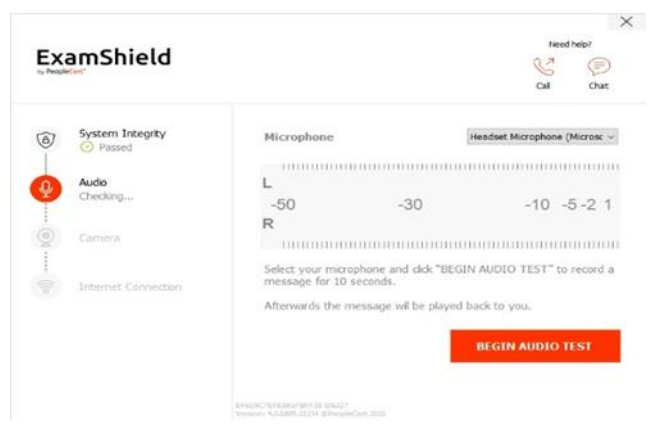 Need help?
ExamShield
by PeopleCert
Call Chat
System Integrity
Passed
Audio
Checking...
Camera
Internet Connection
Microphone
Headset Microphone (Microsc
L
-50 -30 -10 -5 -2 1
R
Select your microphone and click "BEGIN AUDIO TEST" to record a
message for 10 seconds.
Afterwards the message will be played back to you.
BEGIN AUDIO TEST